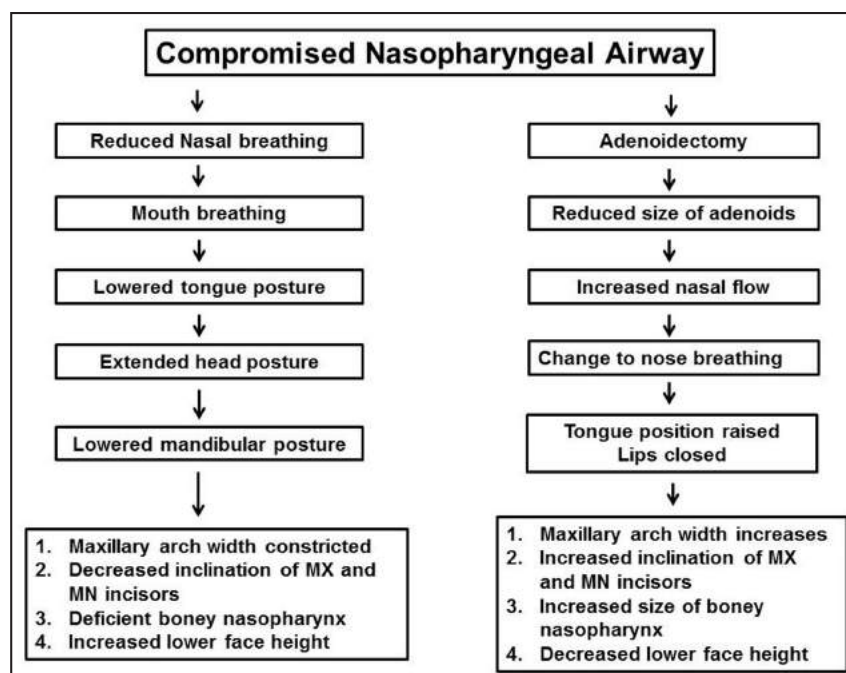 Compromised Nasopharyngeal Airway
Reduced Nasal breathing
Mouth breathing
Lowered tongue posture
Extended head posture
Lowered mandibular posture
1. Maxillary arch width constricted
2. Decreased inclination of MX and
MN incisors
3. Deficient boney nasopharynx
4. Increased lower face height
Adenoidectomy
Reduced size of adenoids
Increased nasal flow
Change to nose breathing
Tongue position raised
Lips closed
1. Maxillary arch width increases
2. Increased inclination of MX
and MN incisors
3. Increased size of boney
nasopharynx
4. Decreased lower face height